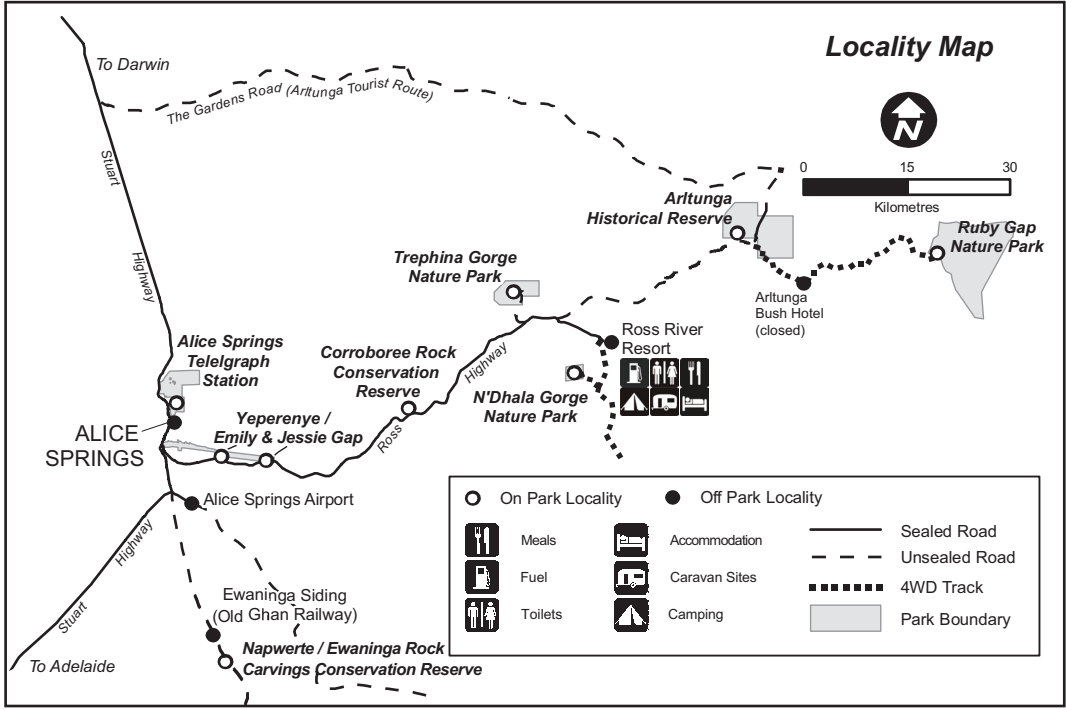 Locality Map
To Darwin
The Gardens Road (Arltunga Tourist Route)
N
0 15 30
Kilometres
Stuart
Highway
Arltunga
Historical Reserve
Ruby Gap
Nature Park
Trephina Gorge
Nature Park
Arltunga
Bush Hotel
(closed)
Ross River
Resort
Alice Springs
Telelgraph
Station
Corroboree Rock
Conservation
Reserve
Highway
Ross
N'Dhala Gorge
Nature Park
Yeperenye /
Emily & Jessie Gap
ALICE
SPRINGS
Alice Springs Airport
Highway
Stuart
To Adelaide
Ewaninga Siding
(Old Ghan Railway)
Napwerte / Ewaninga Rock
Carvings Conservation Reserve
On Park Locality
Off Park Locality
Meals
Accommodation
Sealed Road
Unsealed Road
Fuel
Caravan Sites
4WD Track
Toilets
Camping
Park Boundary